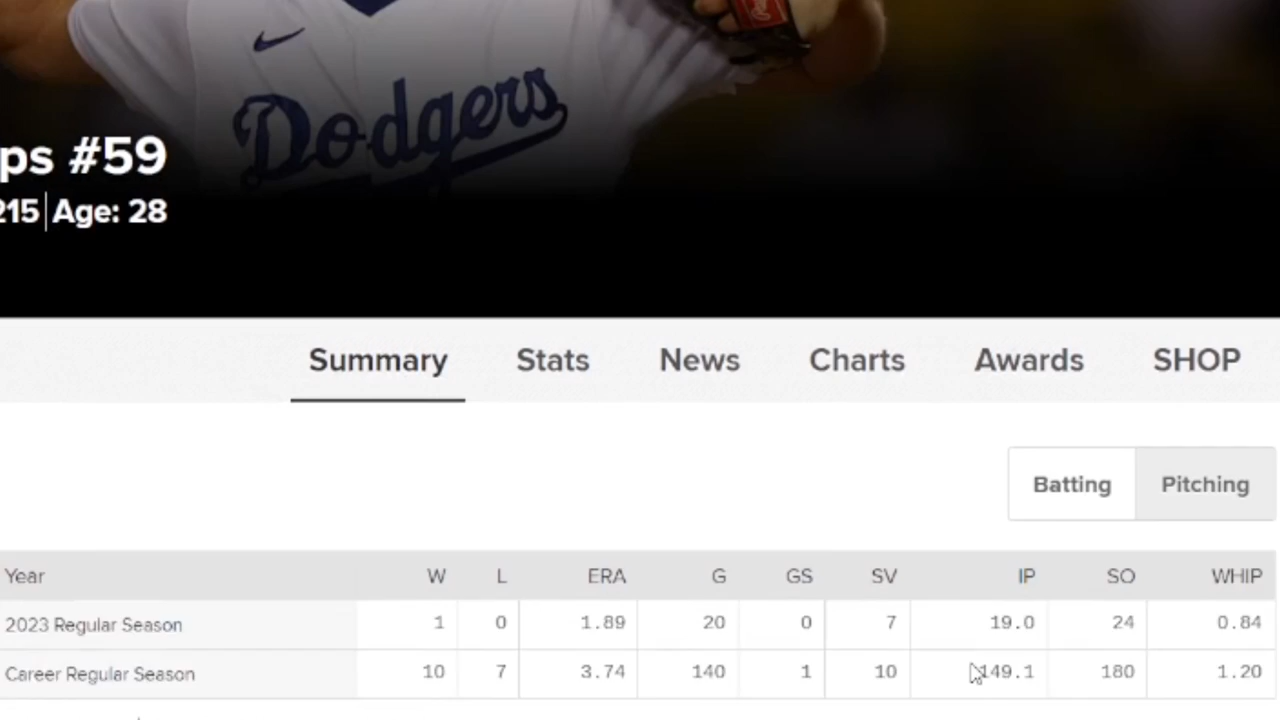 Dodgers
ps #59
215 Age: 28
Summary Stats News Charts Awards SHOP
Batting Pitching
Year W L ERA G GS SV IP SO WHIP
2023 Regular Season 1 0 1.89 20 0 7 19.0 24 0.84
Career Regular Season 10 7 3.74 140 1 10 149.1 180 1.20